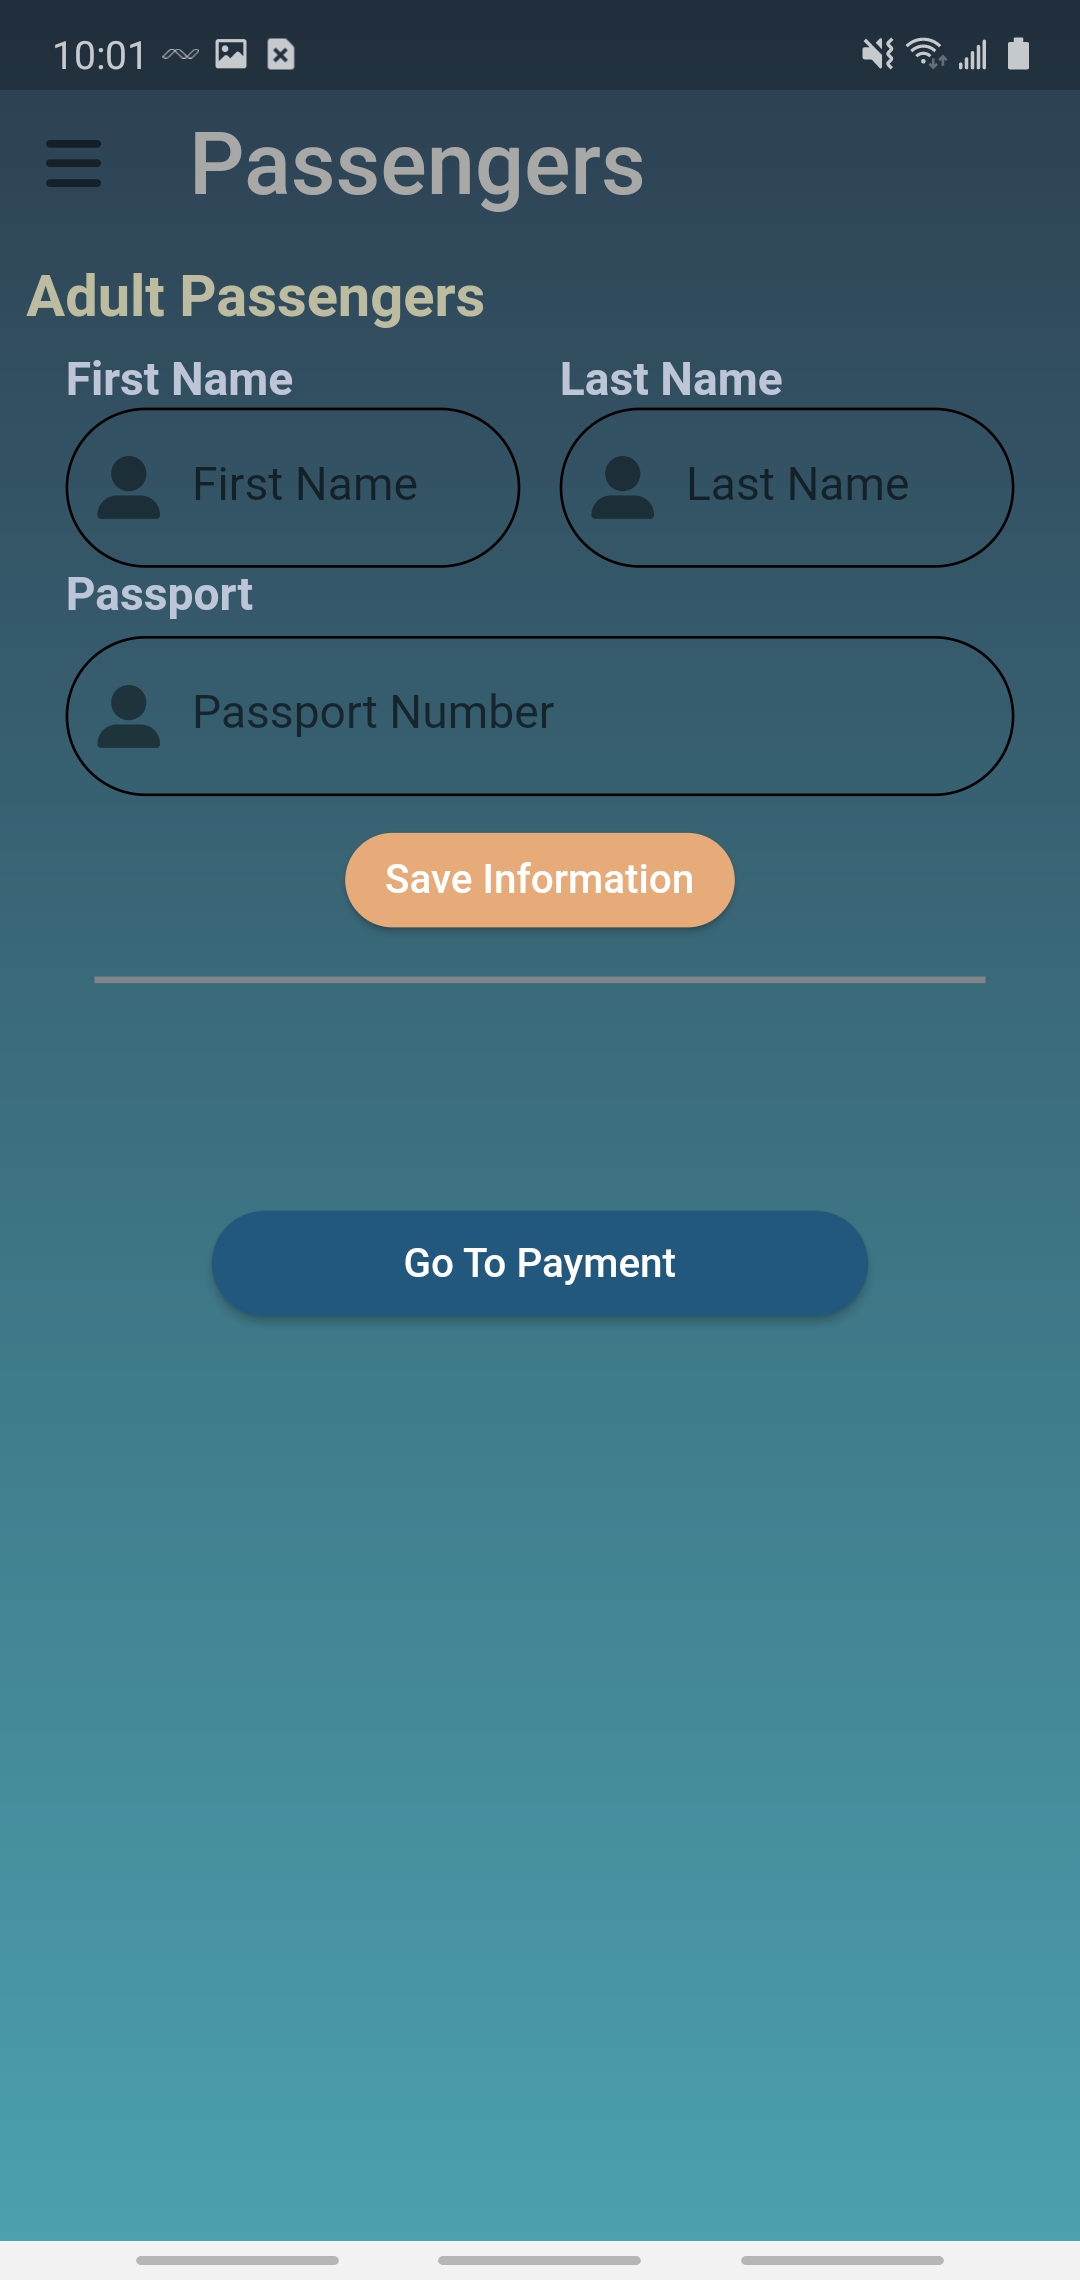 10:01
Passengers
Adult Passengers
First Name Last Name
First Name Last Name
Passport
Passport Number
Save Information
Go To Payment